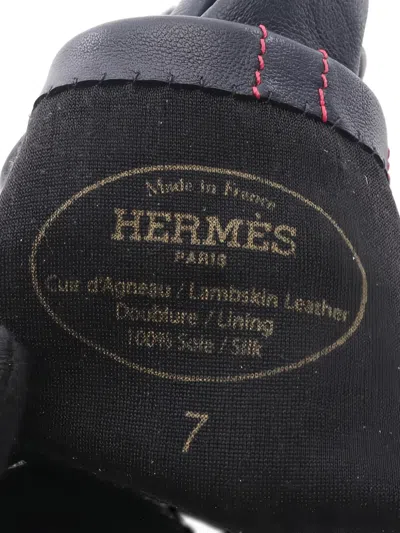 Made in France
HERMÈS
PARIS
Cuir d'Agneau / Lambskin Leather
Doublure / Lining
100% Soie / Silk
7